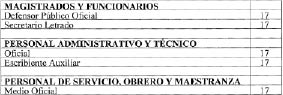 MAGISTRADOS Y FUNCIONARIOS
Defensor Público Oficial 17
Secretario Letrado 17
PERSONAL ADMINISTRATIVO Y TÉCNICO
Oficial 17
Escribiente Auxiliar 17
PERSONAL DE SERVICIO, OBRERO Y MAESTRANZA
Medio Oficial 17